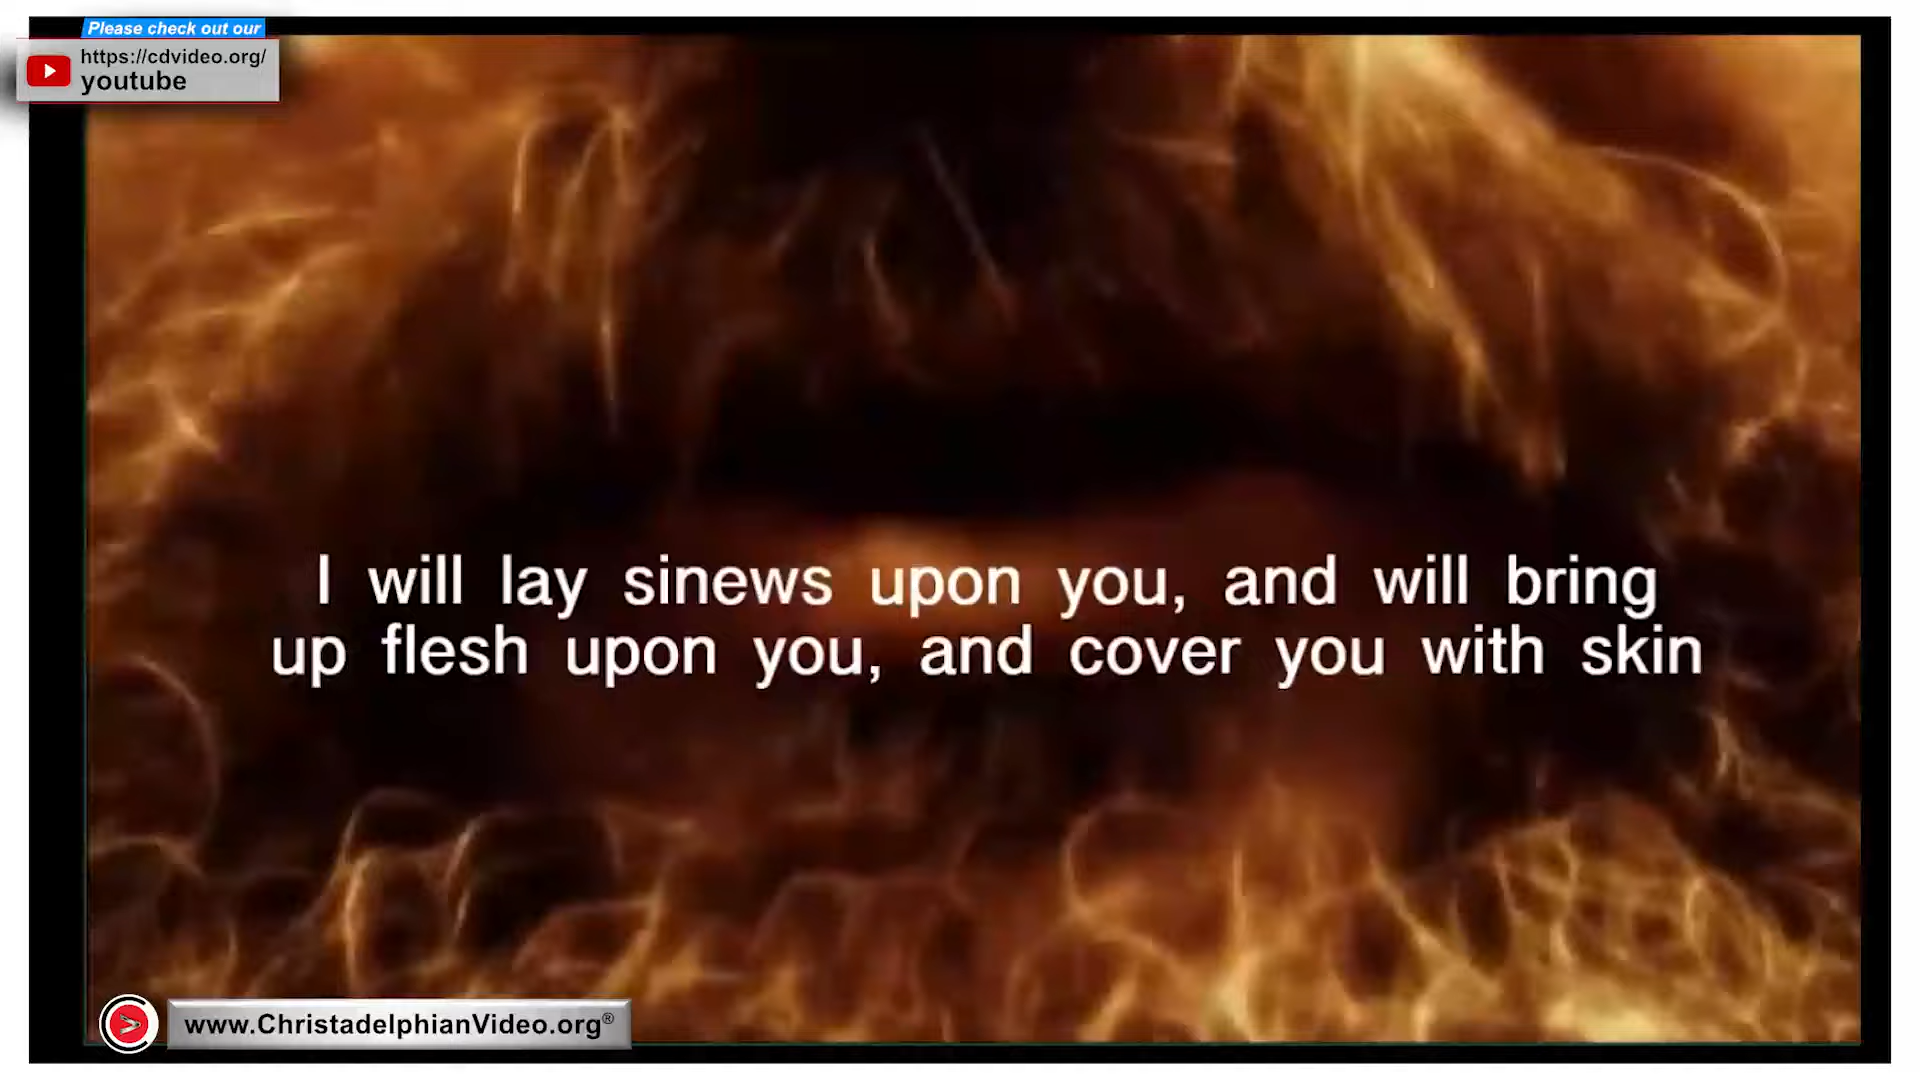 Please check out our
https://cdvideo.org/
youtube
I will lay sinews upon you, and will bring
up flesh upon you, and cover you with skin
www.ChristadelphianVideo.org®